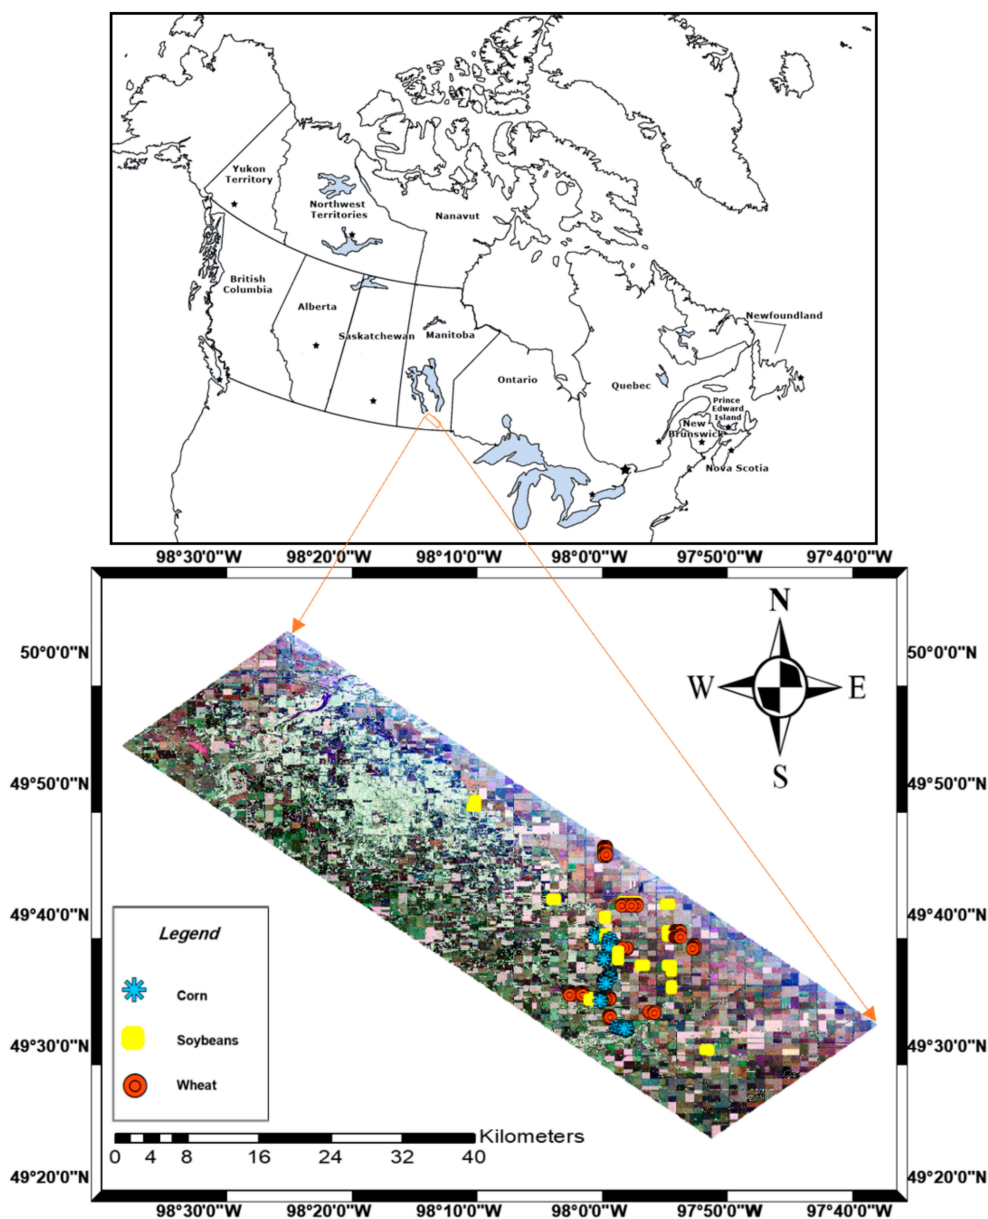 Yukon
Territory
Northwest
Territories
Nanavut
British
Columbia
Alberta
Saskatchewan
Manitoba
Newfoundland
Ontario
Quebec
Prince
Edward
Island
New
Brunswick
Nova Scotia
98°30'0"W 98°20'0"W 98°10'0"W 98°0'0"W 97°50'0"W 97°40'0"W
N
W E
S
50°0'0"N 50°0'0"N
49°50'0"N 49°50'0"N
49°40'0"N 49°40'0"N
49°30'0"N 49°30'0"N
49°20'0"N 49°20'0"N
Legend
Corn
Soybeans
Wheat
Kilometers
0 4 8 16 24 32 40
98°30'0"W 98°20'0"W 98°10'0"W 98°0'0"W 97°50'0"W 97°40'0"W